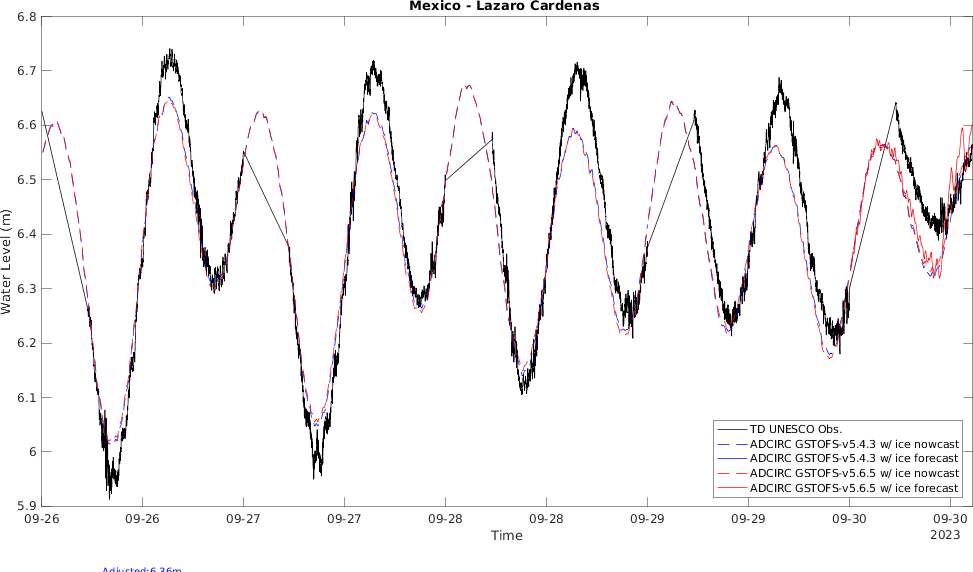 Mexico - Lazaro Cardenas
6.8
6.7
6.6
6.5
6.4
6.3
6.2
6.1
6
5.9
Water Level (m)
09-26 09-26 09-27 09-27 09-28 09-28 09-29 09-29 09-30 09-30
2023
Time
TD UNESCO Obs.
ADCIRC GSTOFS-v5.4.3 w/ ice nowcast
ADCIRC GSTOFS-v5.4.3 w/ ice forecast
ADCIRC GSTOFS-v5.6.5 w/ ice nowcast
ADCIRC GSTOFS-v5.6.5 w/ ice forecast
Adjusted:6.36m